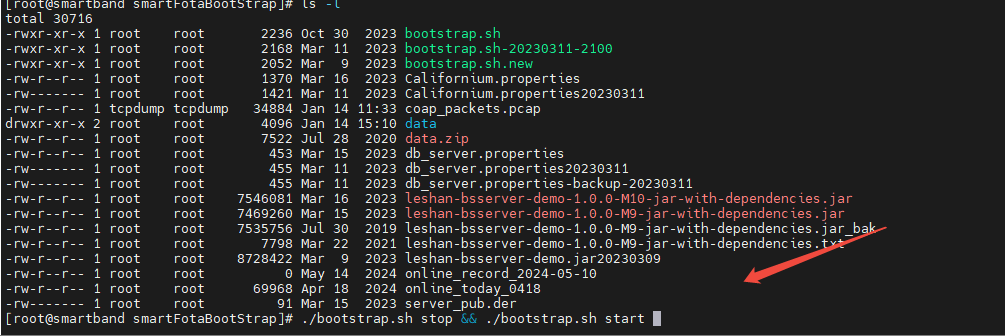 [root@smartband smartFotaBootStrap]# ls -l
total 30716
-rwxr-xr-x 1 root    root       2236 Oct 30  2023 bootstrap.sh
-rwxr-xr-x 1 root    root       2168 Mar 11  2023 bootstrap.sh-20230311-2100
-rwxr-xr-x 1 root    root       2052 Mar  9  2023 bootstrap.sh.new
-rw-r--r-- 1 root    root       1370 Mar 16  2023 Californium.properties
-rw------- 1 root    root       1421 Mar 11  2023 Californium.properties20230311
-rw-r--r-- 1 tcpdump tcpdump   34884 Jan 14 11:33 coap_packets.pcap
drwxr-xr-x 2 root    root       4096 Jan 14 15:10 data
-rw-r--r-- 1 root    root       7522 Jul 28  2020 data.zip
-rw-r--r-- 1 root    root        453 Mar 15  2023 db_server.properties
-rw------- 1 root    root        455 Mar 11  2023 db_server.properties20230311
-rw------- 1 root    root        455 Mar 11  2023 db_server.properties-backup-20230311
-rw-r--r-- 1 root    root    7546081 Mar 16  2023 leshan-bsserver-demo-1.0.0-M10-jar-with-dependencies.jar
-rw-r--r-- 1 root    root    7469260 Mar 15  2023 leshan-bsserver-demo-1.0.0-M9-jar-with-dependencies.jar
-rw-r--r-- 1 root    root    7535756 Jul 30  2019 leshan-bsserver-demo-1.0.0-M9-jar-with-dependencies.jar_bak
-rw-r--r-- 1 root    root       7798 Mar 22  2021 leshan-bsserver-demo-1.0.0-M9-jar-with-dependencies.txt
-rw-r--r-- 1 root    root    8728422 Mar  9  2023 leshan-bsserver-demo.jar20230309
-rw-r--r-- 1 root    root          0 May 14  2024 online_record_2024-05-10
-rw-r--r-- 1 root    root      69968 Apr 18  2024 online_today_0418
-rw-r--r-- 1 root    root         91 Mar 15  2023 server_pub.der
[root@smartband smartFotaBootStrap]# ./bootstrap.sh stop && ./bootstrap.sh start